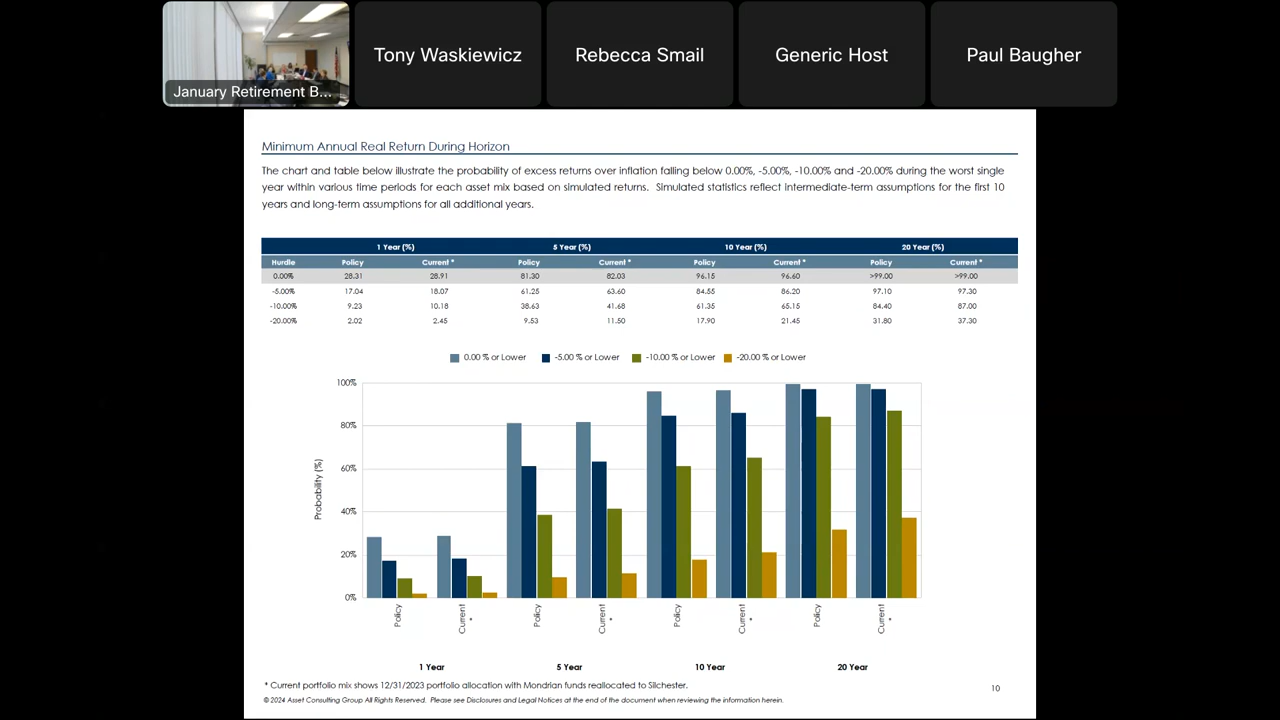 Tony Waskiewicz
Rebecca Smail
Generic Host
Paul Baugher
January Retirement B...
Minimum Annual Real Return During Horizon
The chart and table below illustrate the probability of excess returns over inflation falling below 0.00%, -5.00%, -10.00% and -20.00% during the worst single
year within various time periods for each asset mix based on simulated returns. Simulated statistics reflect intermediate-term assumptions for the first 10
years and long-term assumptions for all additional years.
1 Year (%) 5 Year (%) 10 Year (%) 20 Year (%)
Hurdle Policy Current * Policy Current * Policy Current * Policy Current *
0.00% 28.31 28.91 81.30 82.03 96.15 96.60 >99.00 >99.00
-5.00% 17.04 18.07 61.25 63.60 84.55 86.20 97.10 97.30
-10.00% 9.23 10.18 38.63 41.68 61.35 65.15 84.40 87.00
-20.00% 2.02 2.45 9.53 11.50 17.90 21.45 31.80 37.30
0.00 % or Lower -5.00 % or Lower -10.00 % or Lower -20.00 % or Lower
100%
80%
60%
40%
20%
0%
Probability (%)
Policy Current * Policy Current * Policy Current * Policy Current *
1 Year 5 Year 10 Year 20 Year
* Current portfolio mix shows 12/31/2023 portfolio allocation with Mondrian funds reallocated to Silchester.
10
© 2024 Asset Consulting Group All Rights Reserved. Please see Disclosures and Legal Notices at the end of the document when reviewing the information herein.